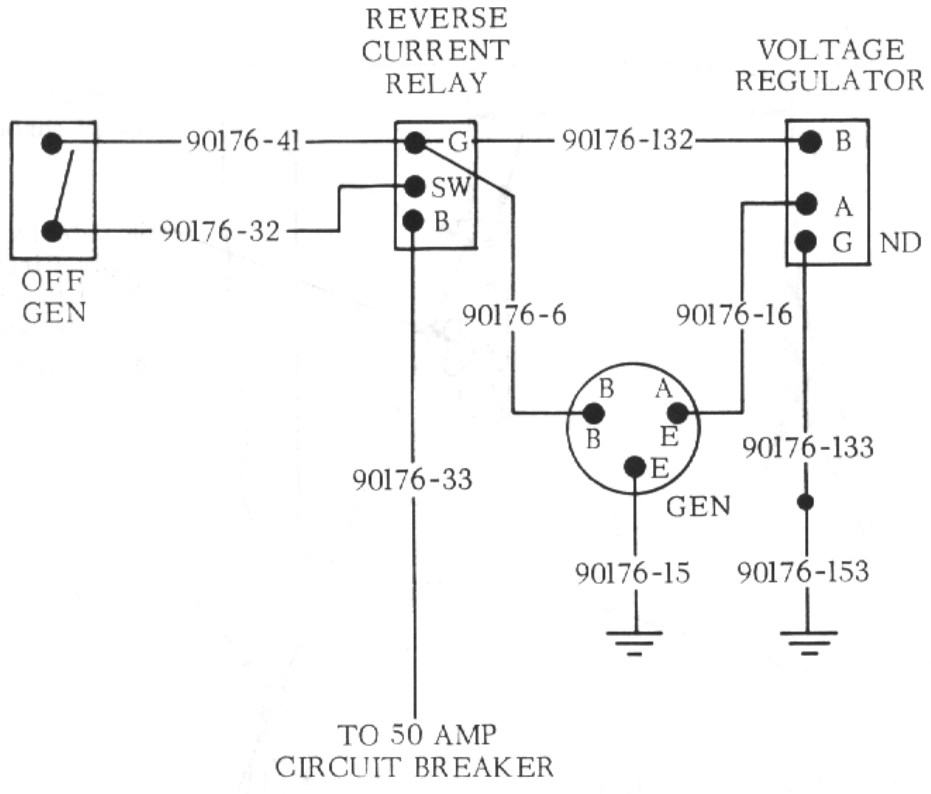 REVERSE
CURRENT
RELAY
VOLTAGE
REGULATOR
90176-41
G
90176-132
B
SW
A
90176-32
B
G
ND
OFF
GEN
90176-6
90176-16
B
A
B
E
90176-133
E
90176-33
GEN
90176-15
90176-153
TO 50 AMP
CIRCUIT BREAKER